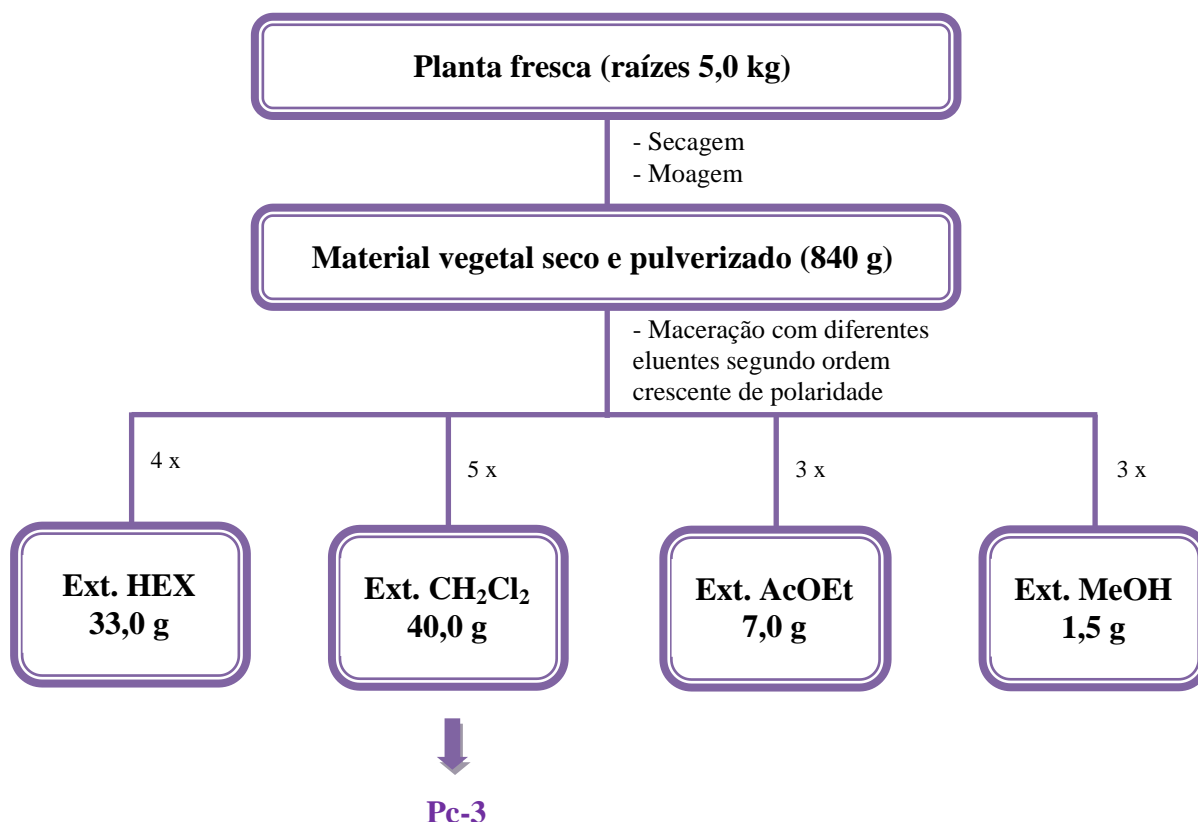 Planta fresca (raízes 5,0 kg)
- Secagem
- Moagem
Material vegetal seco e pulverizado (840 g)
- Maceração com diferentes
eluentes segundo ordem
crescente de polaridade
4 x
5 x
3 x
3 x
Ext. HEX
33,0 g
Ext. CH₂Cl₂
40,0 g
Ext. AcOEt
7,0 g
Ext. MeOH
1,5 g
Pc-3